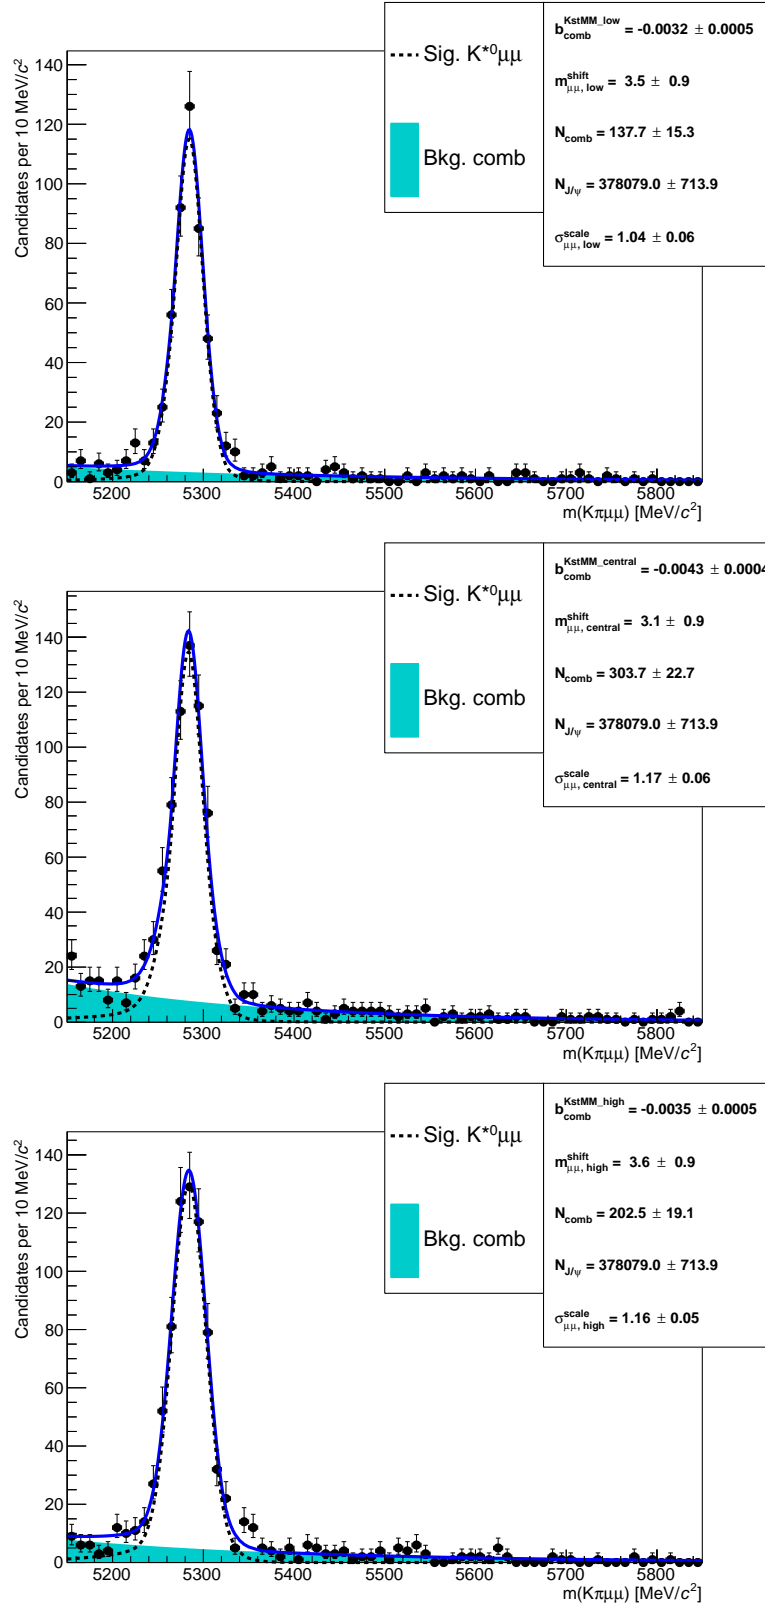 Candidates per 10 MeV/c²
140
120
100
80
60
40
20
0
5200 5300 5400 5500 5600 5700 5800
m(Kπμμ) [MeV/c²]
Sig. K*⁰μμ
Bkg. comb
b_comb^KstMM_low = -0.0032 ± 0.0005
m_μμ, low^shift = 3.5 ± 0.9
N_comb = 137.7 ± 15.3
N_J/ψ = 378079.0 ± 713.9
σ_μμ, low^scale = 1.04 ± 0.06
Candidates per 10 MeV/c²
140
120
100
80
60
40
20
0
5200 5300 5400 5500 5600 5700 5800
m(Kπμμ) [MeV/c²]
Sig. K*⁰μμ
Bkg. comb
b_comb^KstMM_central = -0.0043 ± 0.0004
m_μμ, central^shift = 3.1 ± 0.9
N_comb = 303.7 ± 22.7
N_J/ψ = 378079.0 ± 713.9
σ_μμ, central^scale = 1.17 ± 0.06
Candidates per 10 MeV/c²
140
120
100
80
60
40
20
0
5200 5300 5400 5500 5600 5700 5800
m(Kπμμ) [MeV/c²]
Sig. K*⁰μμ
Bkg. comb
b_comb^KstMM_high = -0.0035 ± 0.0005
m_μμ, high^shift = 3.6 ± 0.9
N_comb = 202.5 ± 19.1
N_J/ψ = 378079.0 ± 713.9
σ_μμ, high^scale = 1.16 ± 0.05